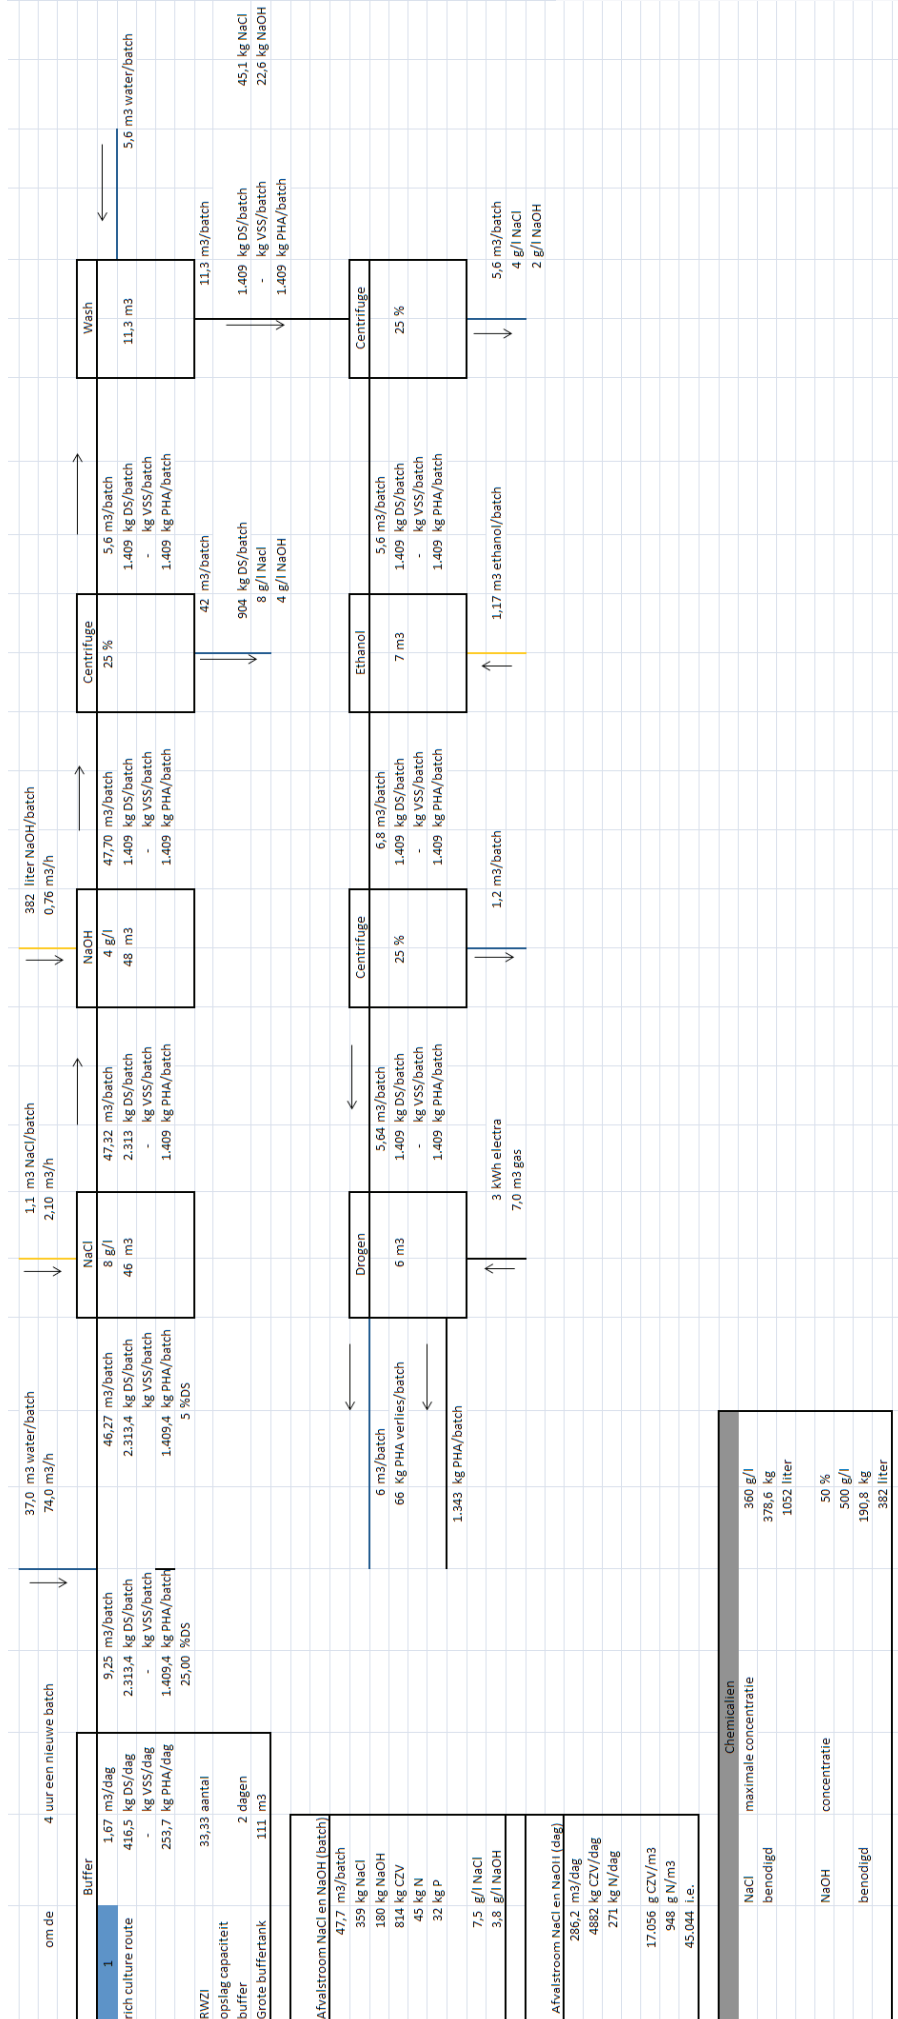 om de 4 uur een nieuwe batch
37,0 m3 water/batch
74,0 m3/h
1,1 m3 NaCl/batch
2,10 m3/h
382 liter NaOH/batch
0,76 m3/h
Buffer
1
1,67 m3/dag
rich culture route
416,5 kg DS/dag
- kg VSS/dag
253,7 kg PHA/dag
RWZI 33,33 aantal
opslag capaciteit
buffer 2 dagen
Grote buffertank 111 m3
9,25 m3/batch
2.313,4 kg DS/batch
- kg VSS/batch
1.409,4 kg PHA/batch
25,00 %DS
46,27 m3/batch
2.313,4 kg DS/batch
kg VSS/batch
1.409,4 kg PHA/batch
5 %DS
NaCl
8 g/l
46 m3
47,32 m3/batch
2.313 kg DS/batch
- kg VSS/batch
1.409 kg PHA/batch
NaOH
4 g/l
48 m3
47,70 m3/batch
1.409 kg DS/batch
- kg VSS/batch
1.409 kg PHA/batch
Centrifuge
25 %
42 m3/batch
904 kg DS/batch
8 g/l Nacl
4 g/l NaOH
5,6 m3/batch
1.409 kg DS/batch
- kg VSS/batch
1.409 kg PHA/batch
Wash
11,3 m3
5,6 m3 water/batch
11,3 m3/batch
1.409 kg DS/batch
- kg VSS/batch
1.409 kg PHA/batch
45,1 kg NaCl
22,6 kg NaOH
Centrifuge
25 %
5,6 m3/batch
4 g/l NaCl
2 g/l NaOH
5,6 m3/batch
1.409 kg DS/batch
- kg VSS/batch
1.409 kg PHA/batch
Ethanol
7 m3
1,17 m3 ethanol/batch
6,8 m3/batch
1.409 kg DS/batch
- kg VSS/batch
1.409 kg PHA/batch
Centrifuge
25 %
1,2 m3/batch
5,64 m3/batch
1.409 kg DS/batch
- kg VSS/batch
1.409 kg PHA/batch
Drogen
6 m3
3 kWh electra
7,0 m3 gas
6 m3/batch
66 Kg PHA verlies/batch
1.343 kg PHA/batch
Afvalstroom NaCl en NaOH (batch)
47,7 m3/batch
359 kg NaCl
180 kg NaOH
814 kg CZV
45 kg N
32 kg P
7,5 g/l NaCl
3,8 g/l NaOH
Afvalstroom NaCl en NaOH (dag)
286,2 m3/dag
4882 kg CZV/dag
271 kg N/dag
17.056 g CZV/m3
948 g N/m3
45.044 i.e.
Chemicalien
NaCl maximale concentratie 360 g/l
benodigd 378,6 kg
1052 liter
NaOH concentratie 50 %
500 g/l
benodigd 190,8 kg
382 liter